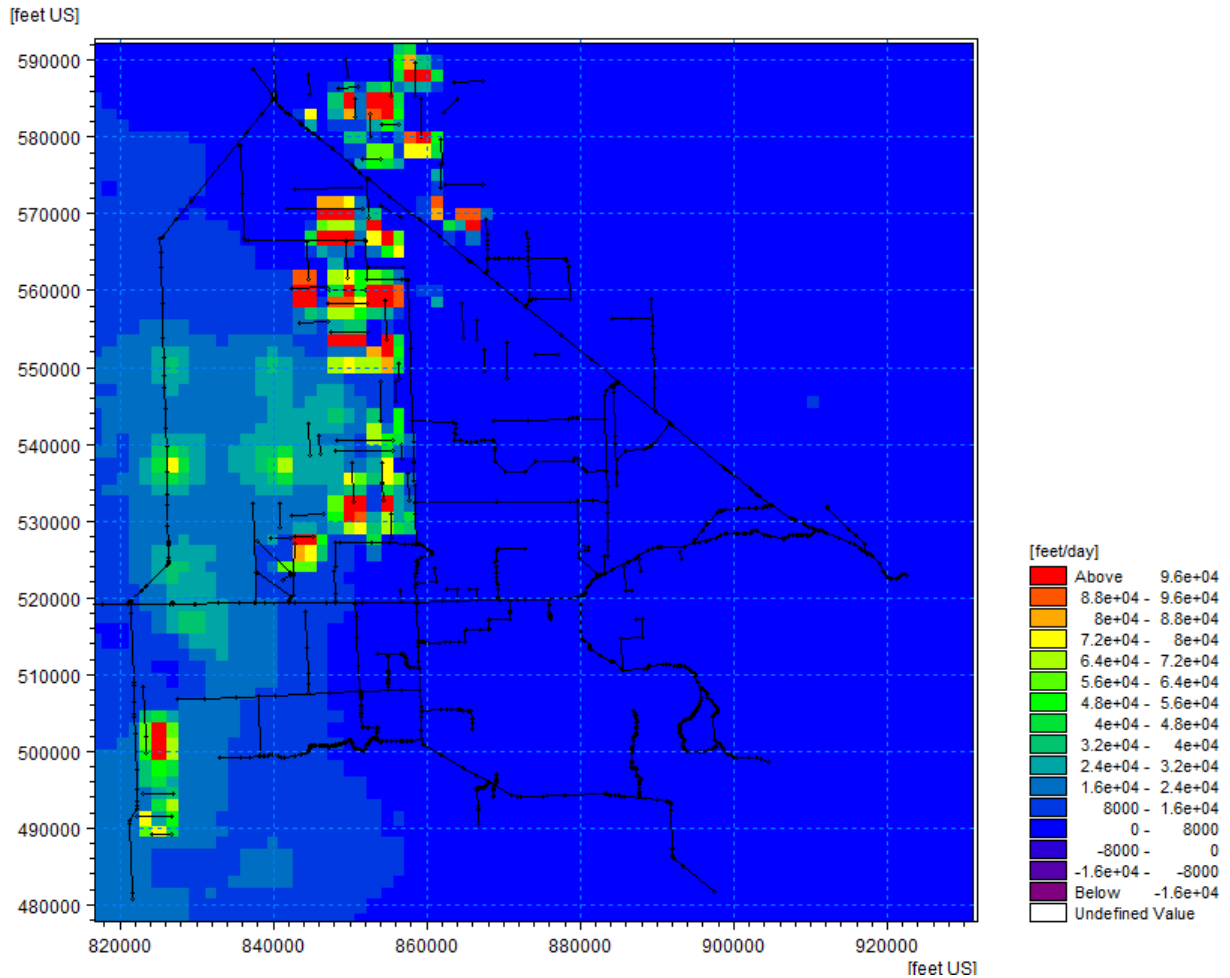 [feet US]
590000
580000
570000
560000
550000
540000
530000
520000
510000
500000
490000
480000
820000 840000 860000 880000 900000 920000
[feet US]
[feet/day]
Above 9.6e+04
8.8e+04 - 9.6e+04
8e+04 - 8.8e+04
7.2e+04 - 8e+04
6.4e+04 - 7.2e+04
5.6e+04 - 6.4e+04
4.8e+04 - 5.6e+04
4e+04 - 4.8e+04
3.2e+04 - 4e+04
2.4e+04 - 3.2e+04
1.6e+04 - 2.4e+04
8000 - 1.6e+04
0 - 8000
-8000 - 0
-1.6e+04 - -8000
Below -1.6e+04
Undefined Value